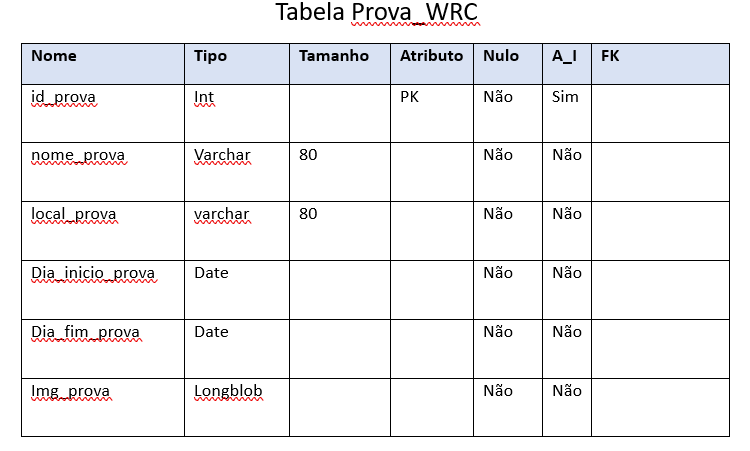 Tabela Prova_WRC
Nome Tipo Tamanho Atributo Nulo A_I FK
id_prova Int PK Não Sim
nome_prova Varchar 80 Não Não
local_prova varchar 80 Não Não
Dia_inicio_prova Date Não Não
Dia_fim_prova Date Não Não
Img_prova Longblob Não Não